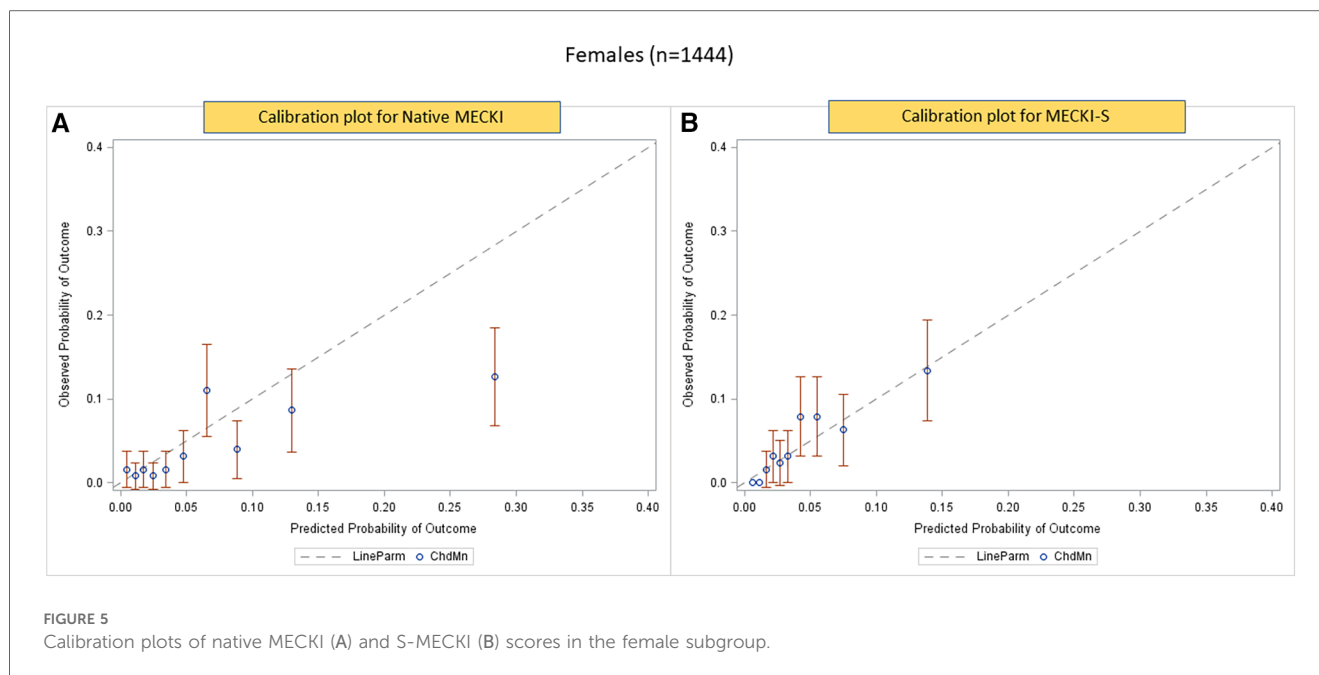 Females (n=1444)
A
Calibration plot for Native MECKI
0.4
0.3
0.2
0.1
0.0
Observed Probability of Outcome
0.00 0.05 0.10 0.15 0.20 0.25 0.30 0.35 0.40
Predicted Probability of Outcome
LineParm ChdMn
B
Calibration plot for MECKI-S
0.4
0.3
0.2
0.1
0.0
Observed Probability of Outcome
0.00 0.05 0.10 0.15 0.20 0.25 0.30 0.35 0.40
Predicted Probability of Outcome
LineParm ChdMn
FIGURE 5
Calibration plots of native MECKI (A) and S-MECKI (B) scores in the female subgroup.